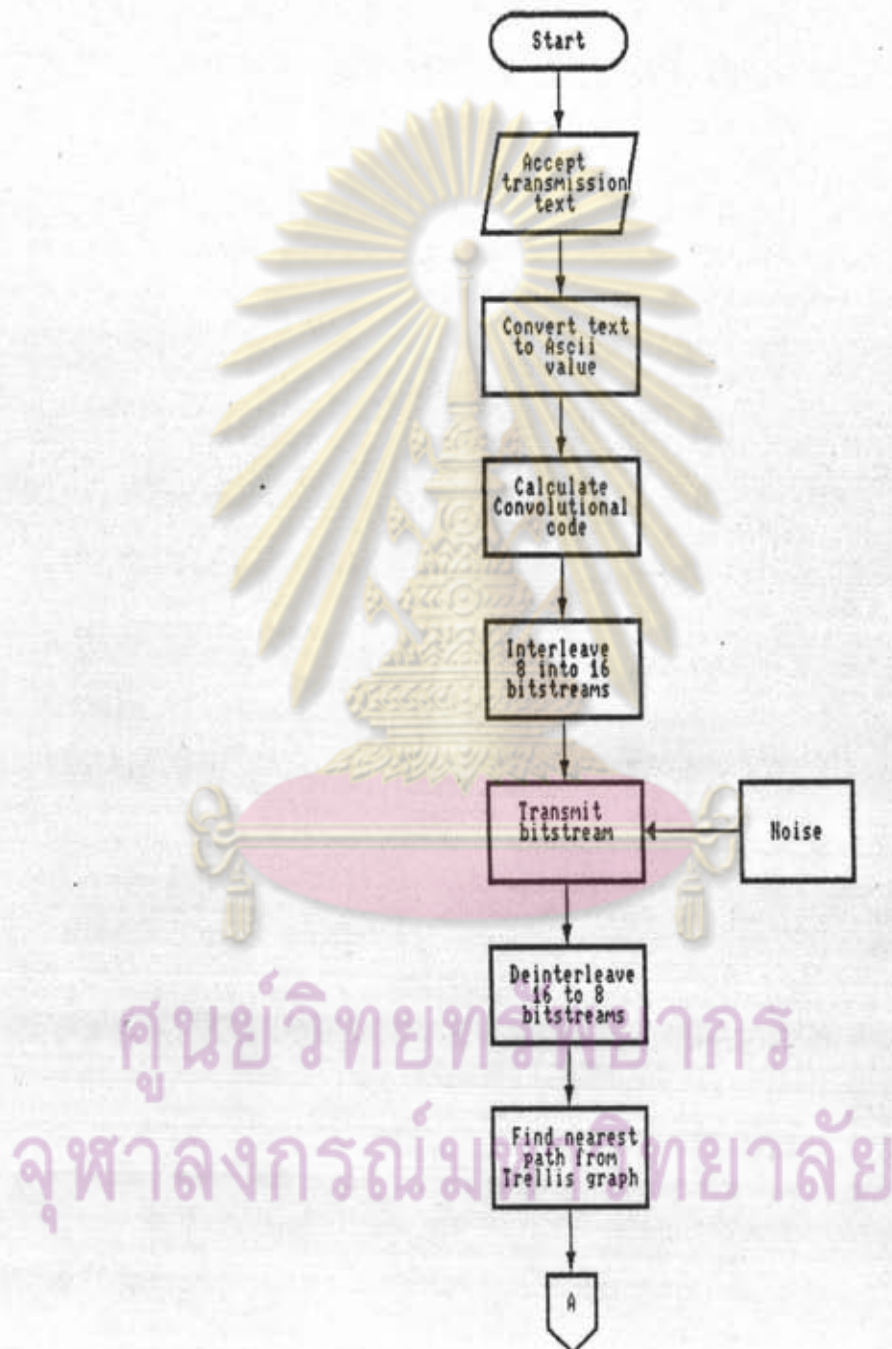 Start
Accept
transmission
text
Convert text
to Ascii
value
Calculate
Convolutional
code
Interleave
8 into 16
bitstreams
Transmit
bitstream
Noise
Deinterleave
16 to 8
bitstreams
ศูนย์วิทยทรัพยากร
Find nearest
path from
Trellis graph
จุฬาลงกรณ์มหาวิทยาลัย
A